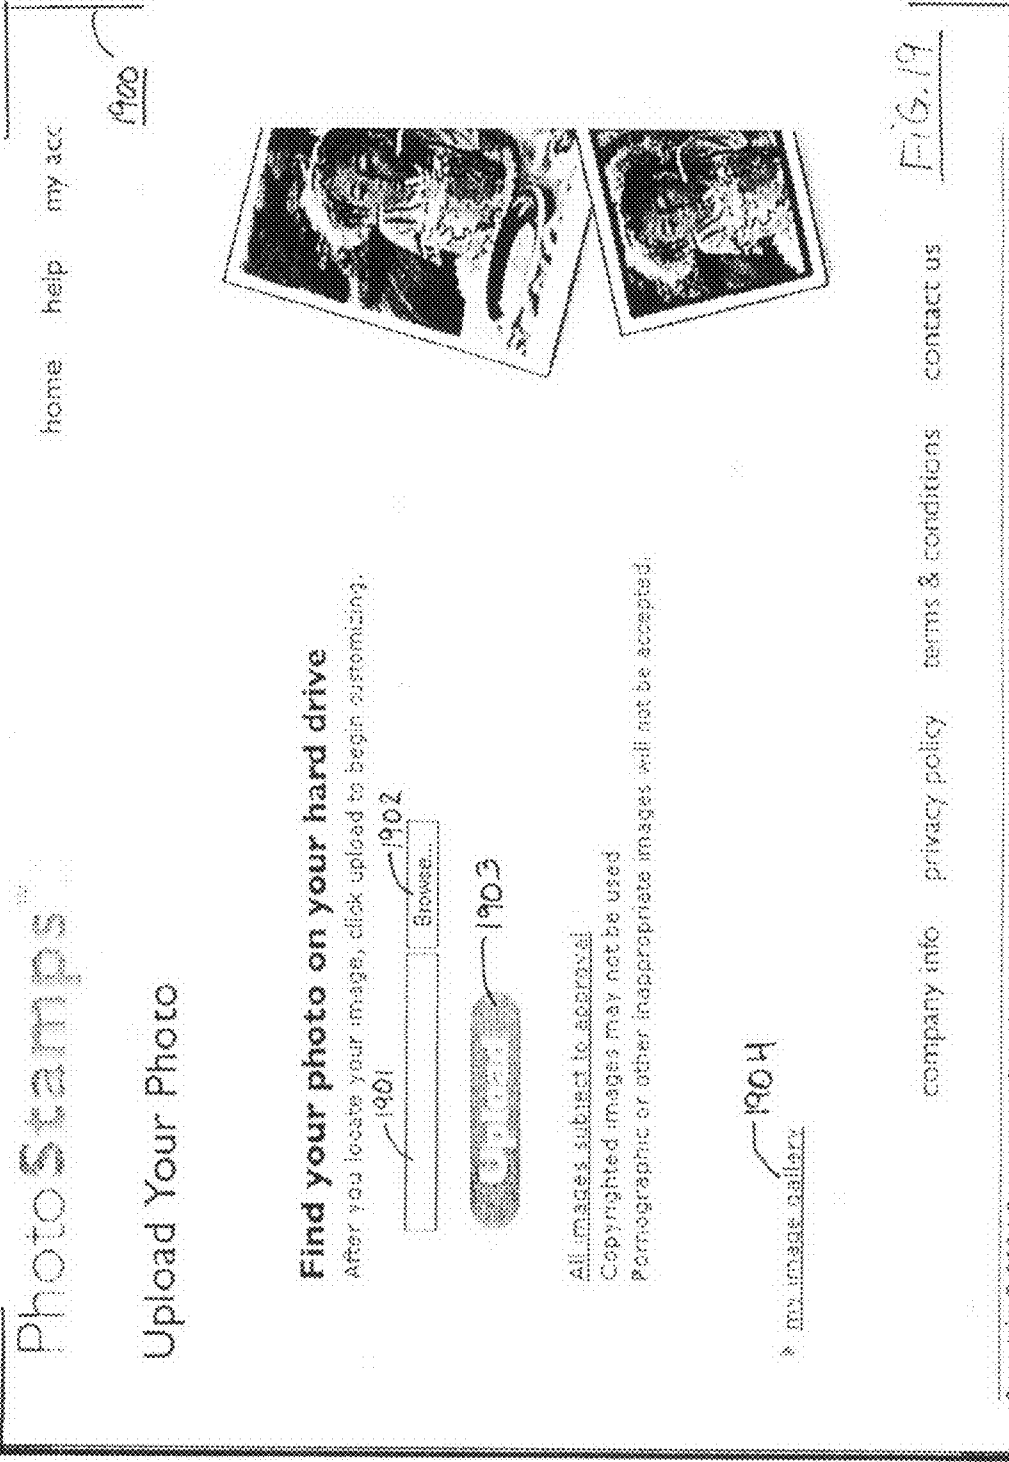 PhotoStamps
home help my acc
1900
Upload Your Photo
Find your photo on your hard drive
After you locate your image, click upload to begin customizing.
1901
1902
Browse...
Upload
1903
All images subject to approval
Copyrighted images may not be used
Pornographic or other inappropriate images will not be accepted.
1904
my image gallery
company info privacy policy terms & conditions contact us
FIG. 19